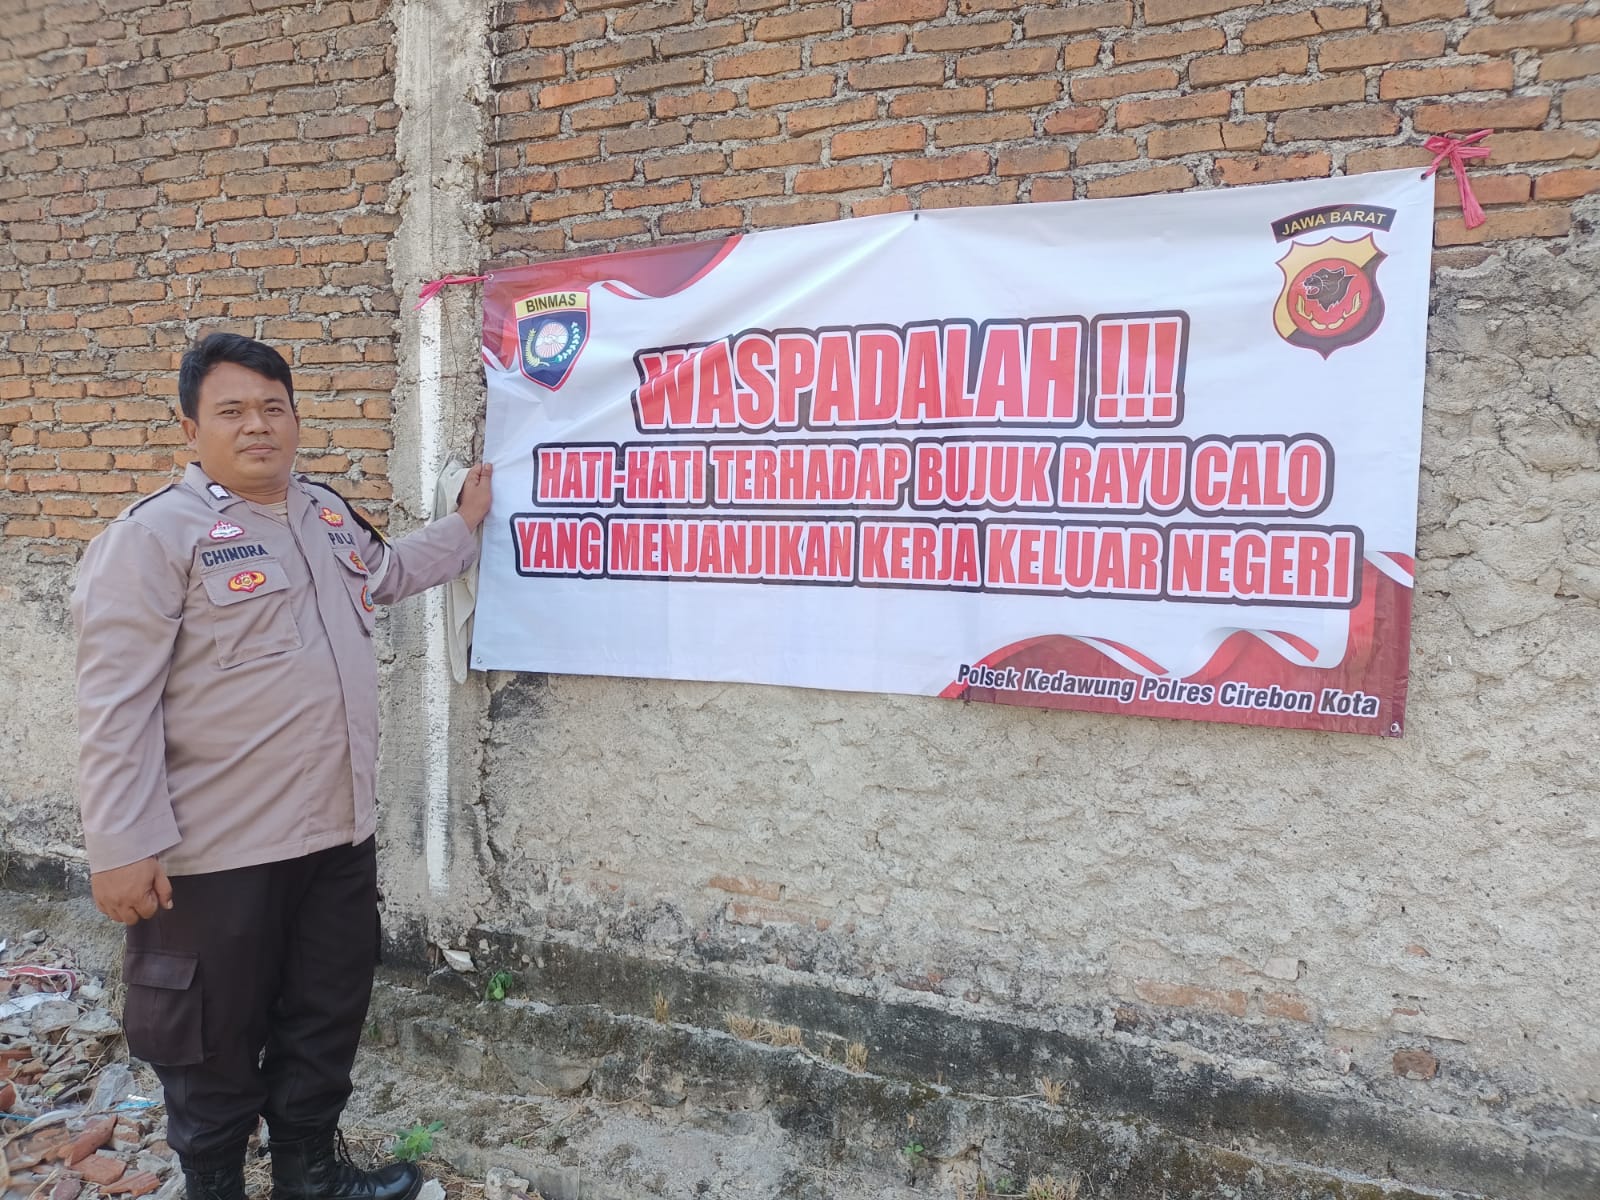 JAWA BARAT
BINMAS
WASPADALAH !!!
HATI-HATI TERHADAP BUJUK RAYU CALO
YANG MENJANJIKAN KERJA KELUAR NEGERI
Polsek Kedawung Polres Cirebon Kota
CHINDRA